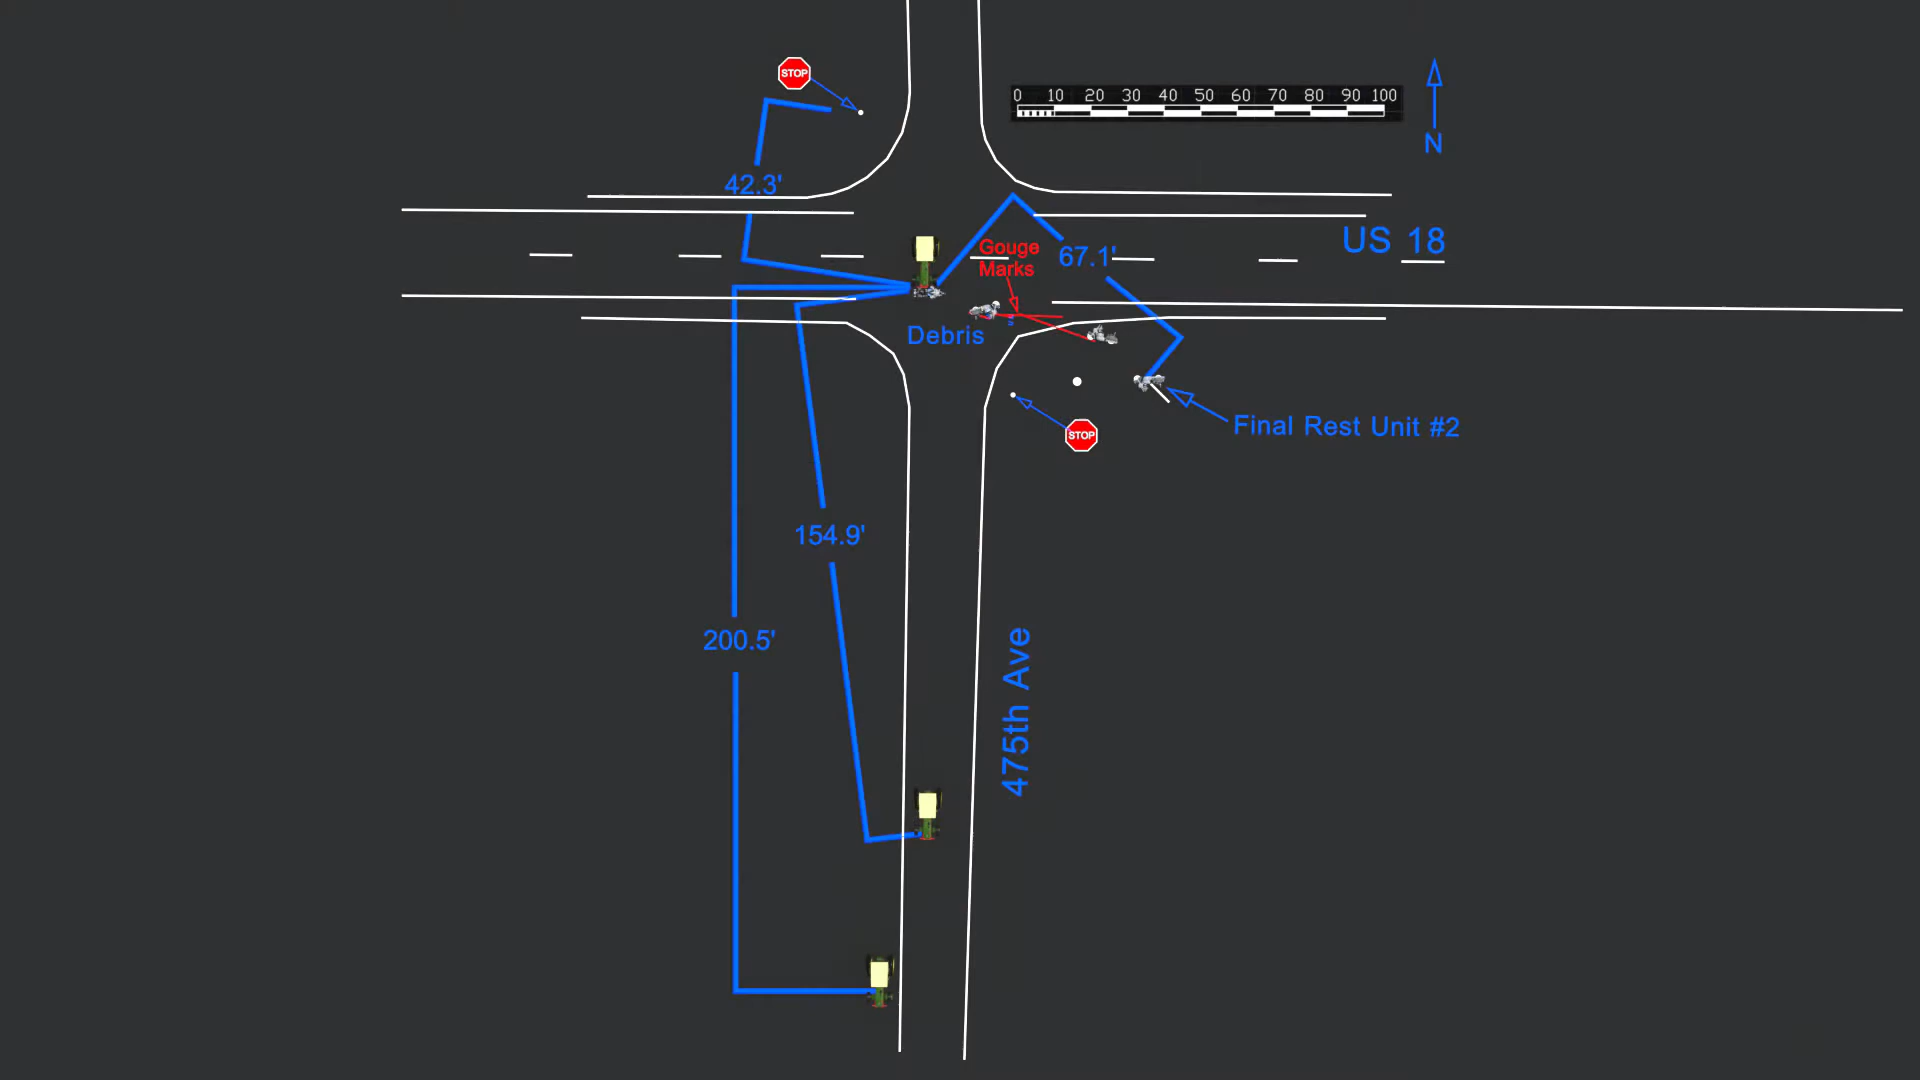 STOP
0 10 20 30 40 50 60 70 80 90 100
N
42.3'
US 18
Gouge
Marks
67.1'
Debris
Final Rest Unit #2
STOP
154.9'
200.5'
475th Ave